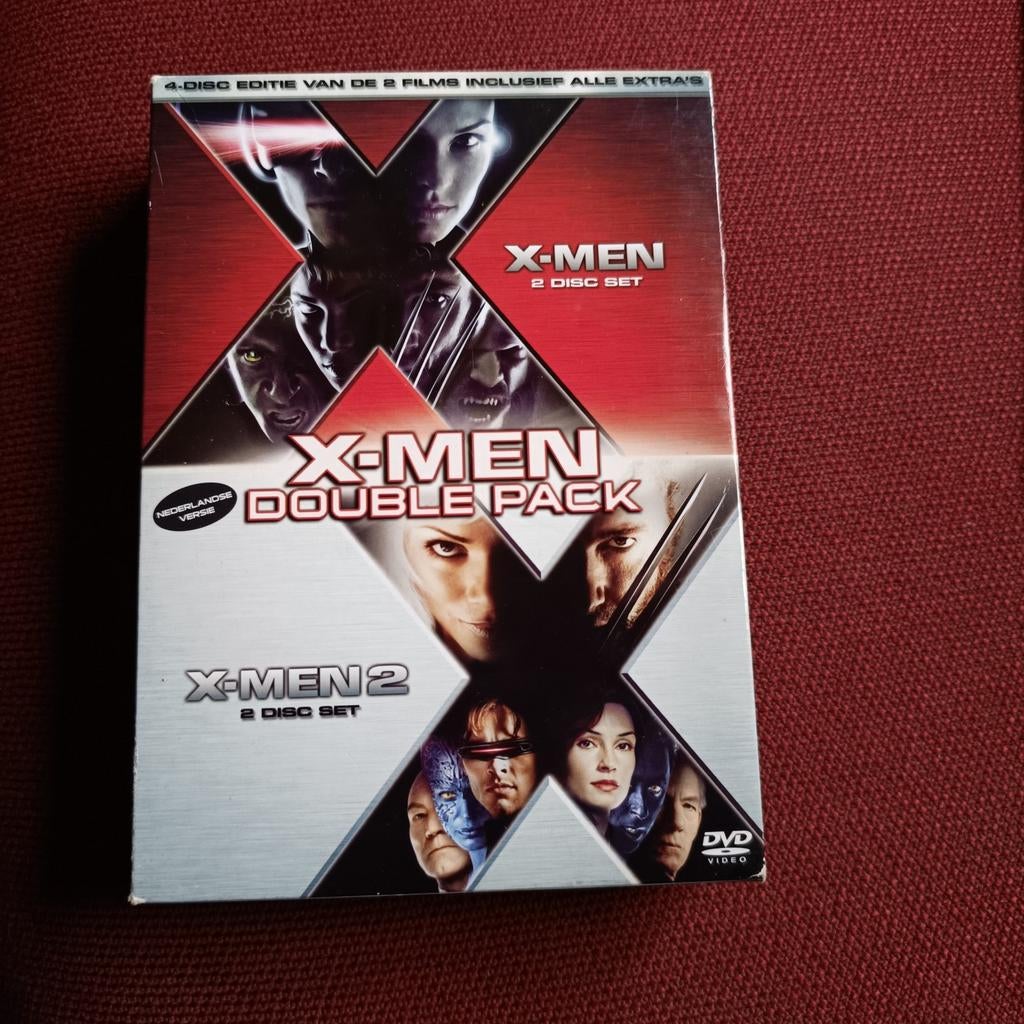 4-DISC EDITIE VAN DE 2 FILMS INCLUSIEF ALLE EXTRA'S
X-MEN
2 DISC SET
X-MEN
DOUBLE PACK
NEDERLANDSE
VERSIE
X-MEN 2
2 DISC SET
DVD
VIDEO